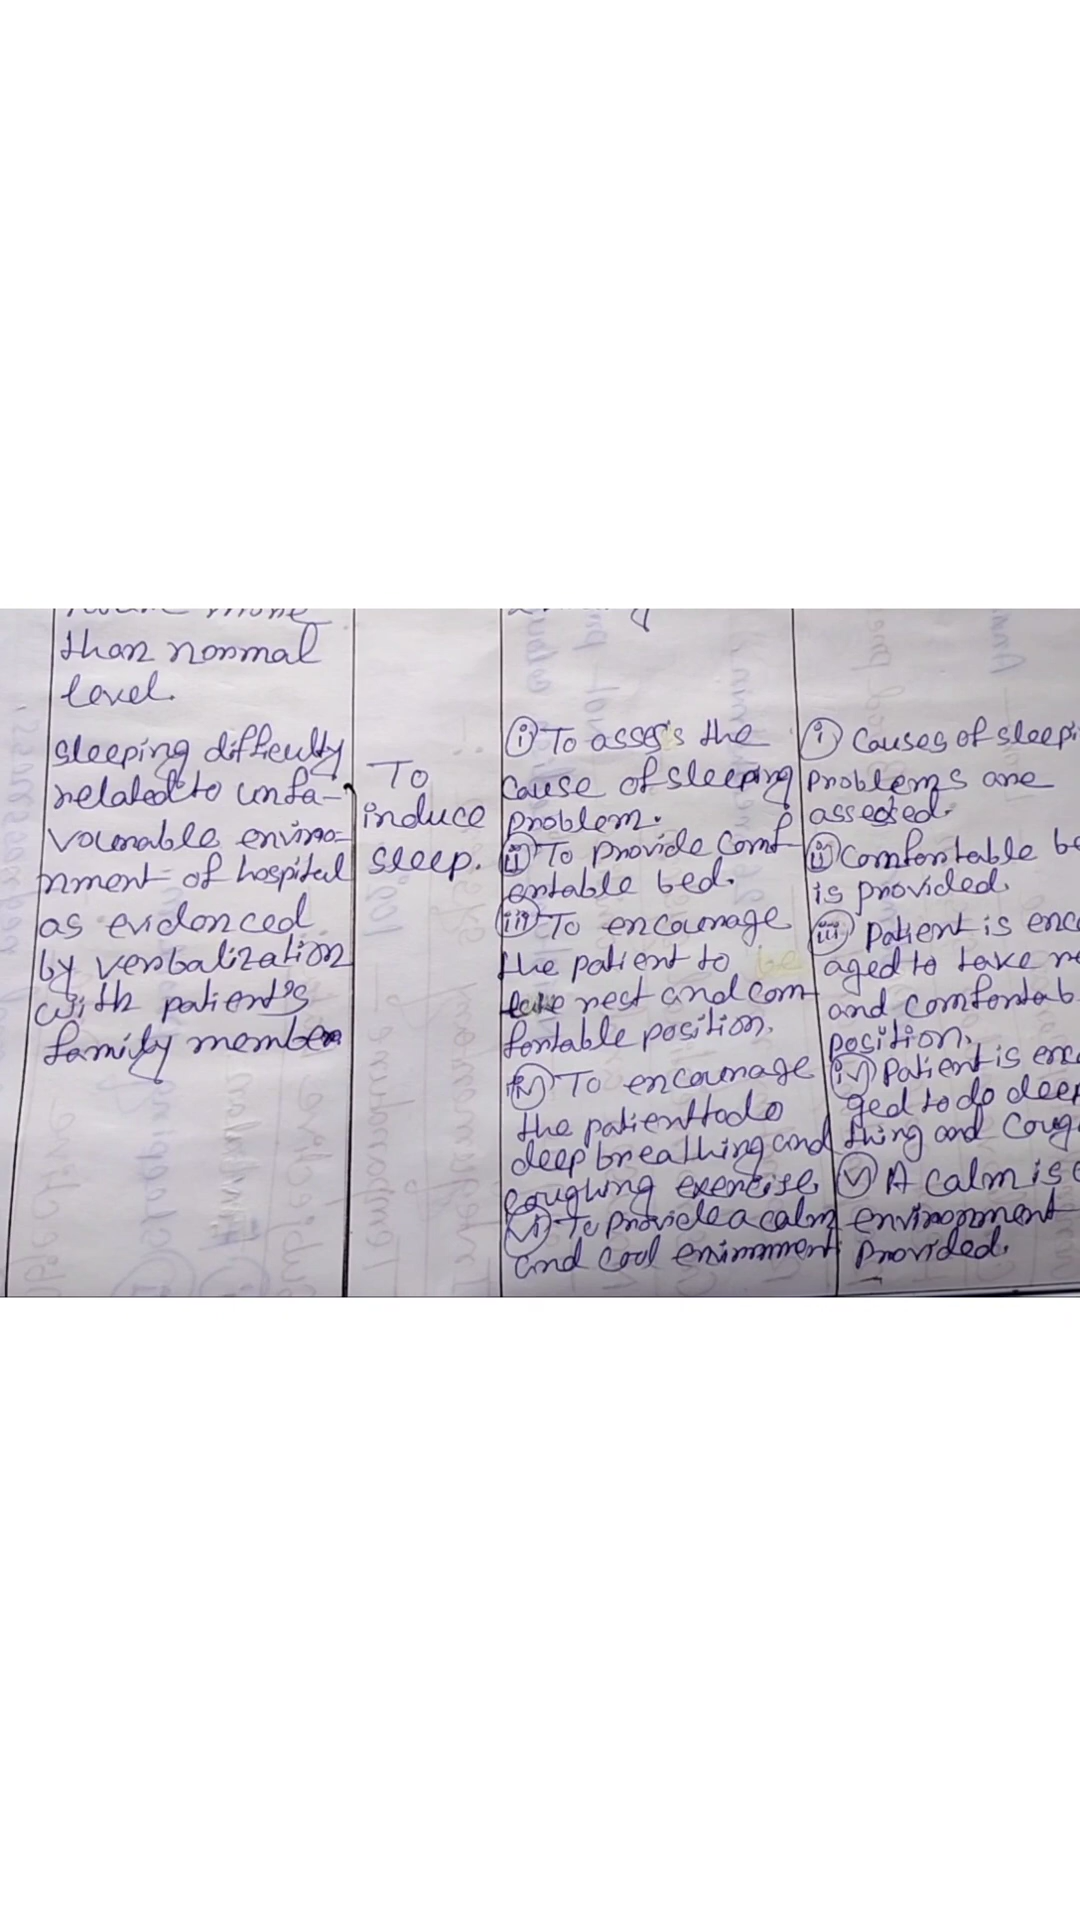 than normal
level.
sleeping difficulty
related to unfa-
vourable enviro-
nment of hospital
as evidenced
by verbalization
with patient's
family member
To
induce
sleep.
(i) To assess the
cause of sleeping
problem.
(ii) To provide comf-
ortable bed.
(iii) To encourage
the patient to be
take rest and com-
fortable position.
(iv) To encourage
the patient to do
deep breathing and
coughing exercise.
To provide a calm
and cool enironment
(i) Causes of sleepi
problems are
assessed.
(ii) Comfortable be
is provided.
(iii) Patient is enco
aged to take re
and comfortab
position.
(iv) Patient is enco
ged to do deep
thing and Coug
(v) A calm is
environment
Provided.